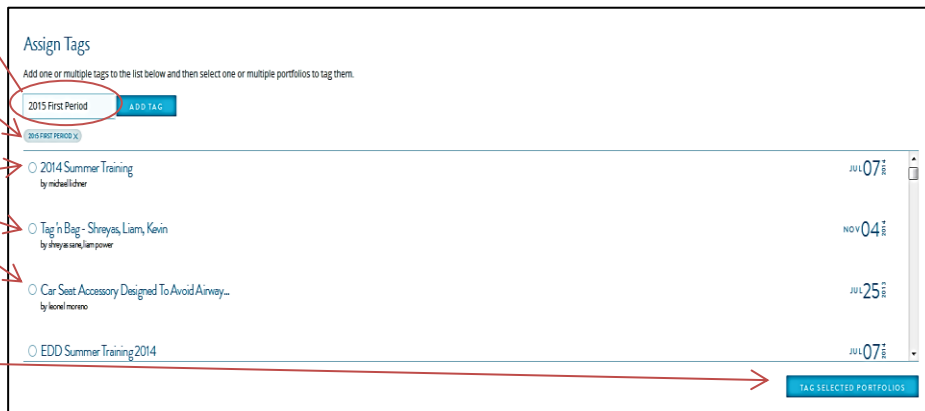 Assign Tags
Add one or multiple tags to the list below and then select one or multiple portfolios to tag them.
2015 First Period ADD TAG
2015 FIRST PERIOD X
2014 Summer Training JUL 07 2014
by michael lichner
Tag 'n Bag - Shreyas, Liam, Kevin NOV 04 2014
by shreyas sane, liam power
Car Seat Accessory Designed To Avoid Airway... JUL 25 2013
by leonel moreno
EDD Summer Training 2014 JUL 07 2014
TAG SELECTED PORTFOLIOS